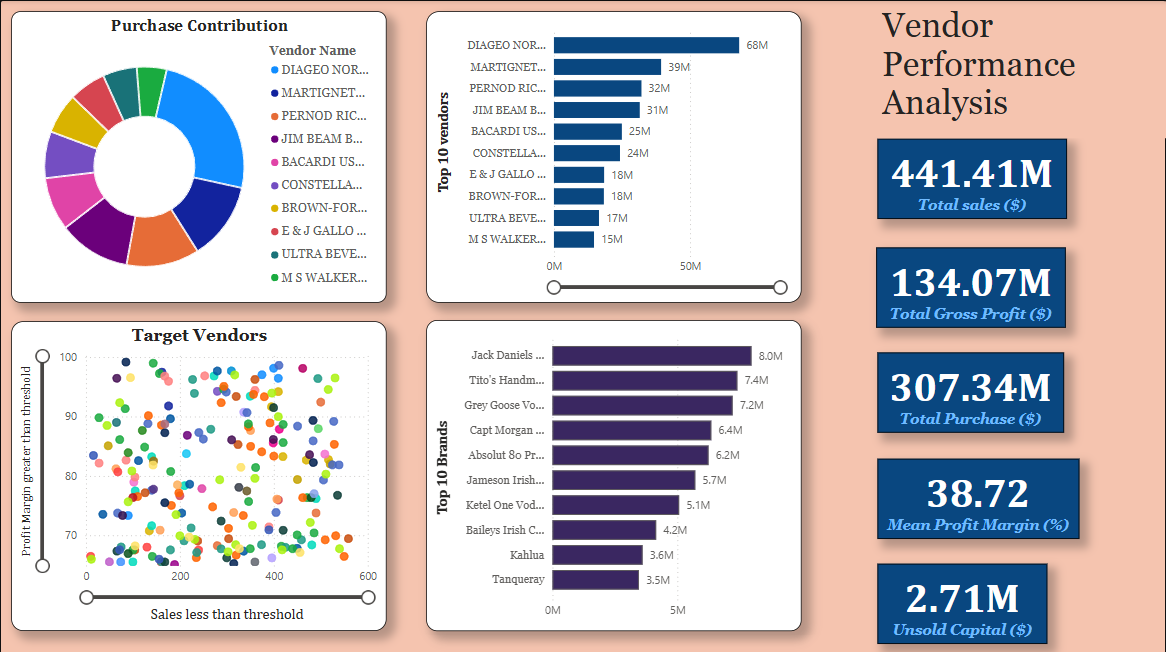 Purchase Contribution
Vendor Name
DIAGEO NOR...
MARTIGNET...
PERNOD RIC...
JIM BEAM B...
BACARDI US...
CONSTELLA...
BROWN-FOR...
E & J GALLO ...
ULTRA BEVE...
M S WALKER...
Top 10 vendors
DIAGEO NOR... 68M
MARTIGNET... 39M
PERNOD RIC... 32M
JIM BEAM B... 31M
BACARDI US... 25M
CONSTELLA... 24M
E & J GALLO ... 18M
BROWN-FOR... 18M
ULTRA BEVE... 17M
M S WALKER... 15M
0M 50M
Vendor
Performance
Analysis
441.41M
Total sales ($)
134.07M
Total Gross Profit ($)
307.34M
Total Purchase ($)
38.72
Mean Profit Margin (%)
2.71M
Unsold Capital ($)
Target Vendors
Profit Margin greater than threshold
100
90
80
70
0 200 400 600
Sales less than threshold
Top 10 Brands
Jack Daniels ... 8.0M
Tito's Handm... 7.4M
Grey Goose Vo... 7.2M
Capt Morgan ... 6.4M
Absolut 80 Pr... 6.2M
Jameson Irish... 5.7M
Ketel One Vod... 5.1M
Baileys Irish C... 4.2M
Kahlua 3.6M
Tanqueray 3.5M
0M 5M